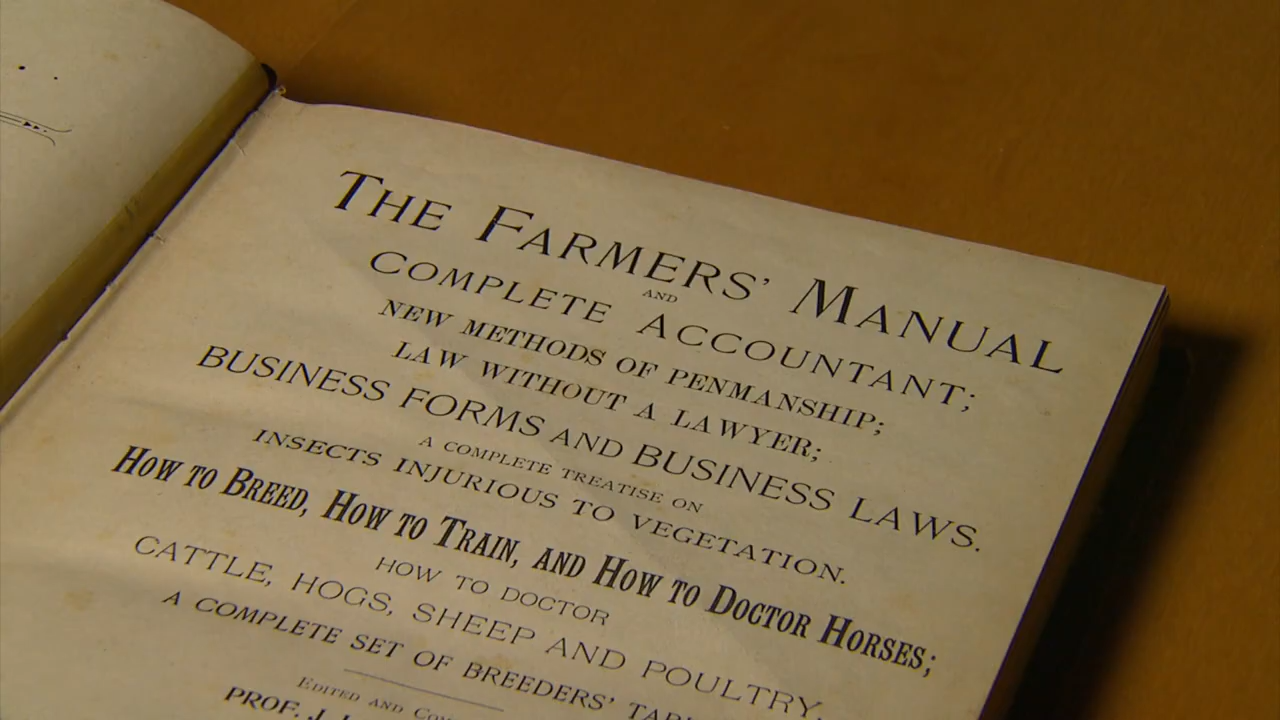 THE FARMERS' MANUAL
AND
COMPLETE ACCOUNTANT;
NEW METHODS OF PENMANSHIP;
LAW WITHOUT A LAWYER;
BUSINESS FORMS AND BUSINESS LAWS.
A COMPLETE TREATISE ON
INSECTS INJURIOUS TO VEGETATION.
HOW TO BREED, HOW TO TRAIN, AND HOW TO DOCTOR HORSES;
HOW TO DOCTOR
CATTLE, HOGS, SHEEP AND POULTRY,
A COMPLETE SET OF BREEDERS'
EDITED AND
PROF. J.